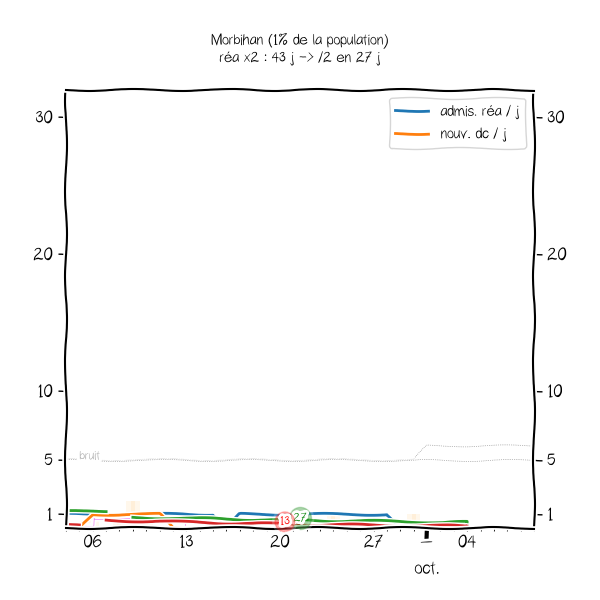 Morbihan (1% de la population)
réa x2 : 43 j -> /2 en 27 j
admis. réa / j
nouv. dc / j
30
30
20
20
10
10
5
bruit
5
1
13
27
1
06
13
20
27
04
oct.